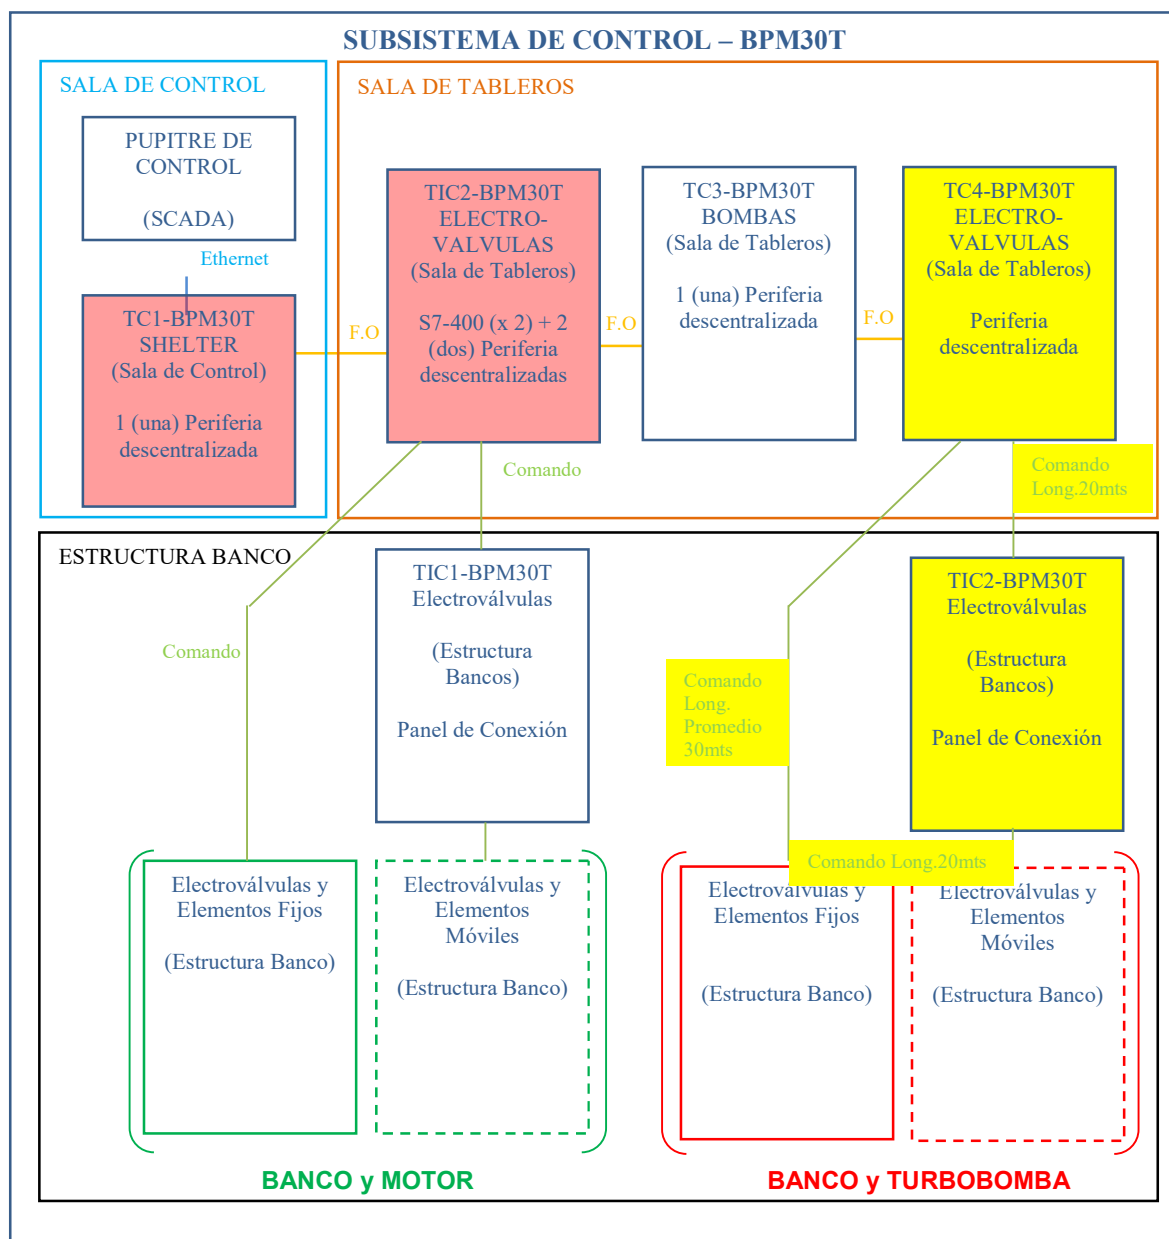 SUBSISTEMA DE CONTROL – BPM30T
SALA DE CONTROL
PUPITRE DE
CONTROL
(SCADA)
Ethernet
TC1-BPM30T
SHELTER
(Sala de Control)
1 (una) Periferia
descentralizada
F.O
SALA DE TABLEROS
TIC2-BPM30T
ELECTRO-
VALVULAS
(Sala de Tableros)
S7-400 (x 2) + 2
(dos) Periferia
descentralizadas
F.O
TC3-BPM30T
BOMBAS
(Sala de Tableros)
1 (una) Periferia
descentralizada
F.O
TC4-BPM30T
ELECTRO-
VALVULAS
(Sala de Tableros)
Periferia
descentralizada
Comando
Comando
Long.20mts
ESTRUCTURA BANCO
TIC1-BPM30T
Electroválvulas
(Estructura
Bancos)
Panel de Conexión
Comando
TIC2-BPM30T
Electroválvulas
(Estructura
Bancos)
Panel de Conexión
Comando
Long.
Promedio
30mts
Comando Long.20mts
Electroválvulas y
Elementos Fijos
(Estructura Banco)
Electroválvulas y
Elementos
Móviles
(Estructura Banco)
Electroválvulas y
Elementos Fijos
(Estructura Banco)
Electroválvulas y
Elementos
Móviles
(Estructura Banco)
BANCO y MOTOR
BANCO y TURBOBOMBA